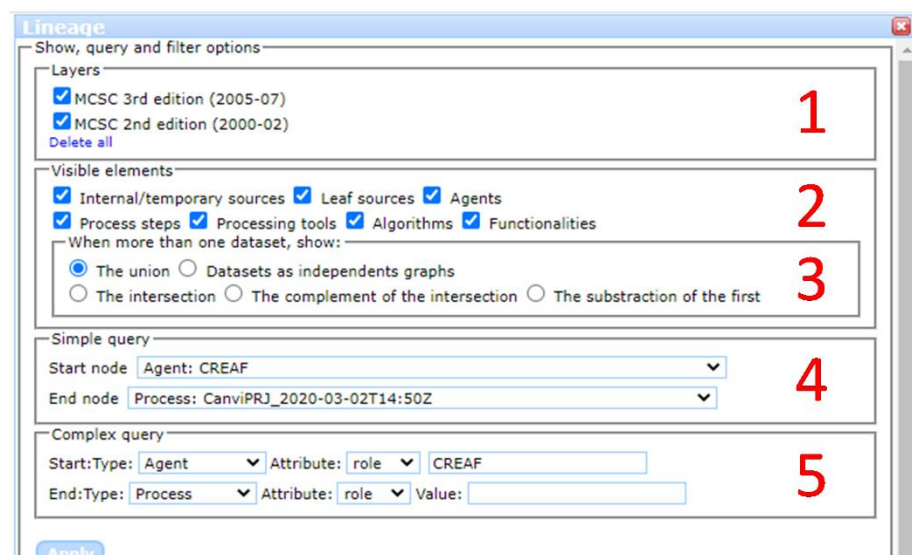 Lineage
Show, query and filter options
Layers
MCSC 3rd edition (2005-07)
MCSC 2nd edition (2000-02)
Delete all
1
Visible elements
Internal/temporary sources Leaf sources Agents
Process steps Processing tools Algorithms Functionalities
2
When more than one dataset, show:
The union Datasets as independents graphs
The intersection The complement of the intersection The substraction of the first
3
Simple query
Start node Agent: CREAF
End node Process: CanviPRJ_2020-03-02T14:50Z
4
Complex query
Start:Type: Agent Attribute: role CREAF
End:Type: Process Attribute: role Value:
5
Apply